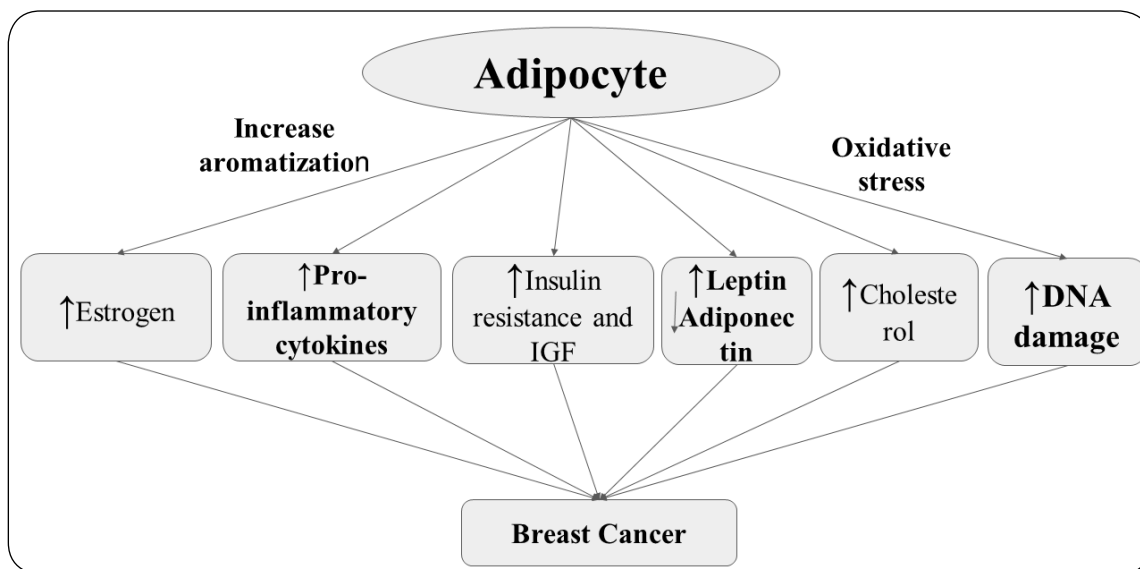 Adipocyte
Increase
aromatization
Oxidative
stress
↑Estrogen
↑Pro-
inflammatory
cytokines
↑Insulin
resistance and
IGF
↑Leptin
↓Adiponec
tin
↑Choleste
rol
↑DNA
damage
Breast Cancer